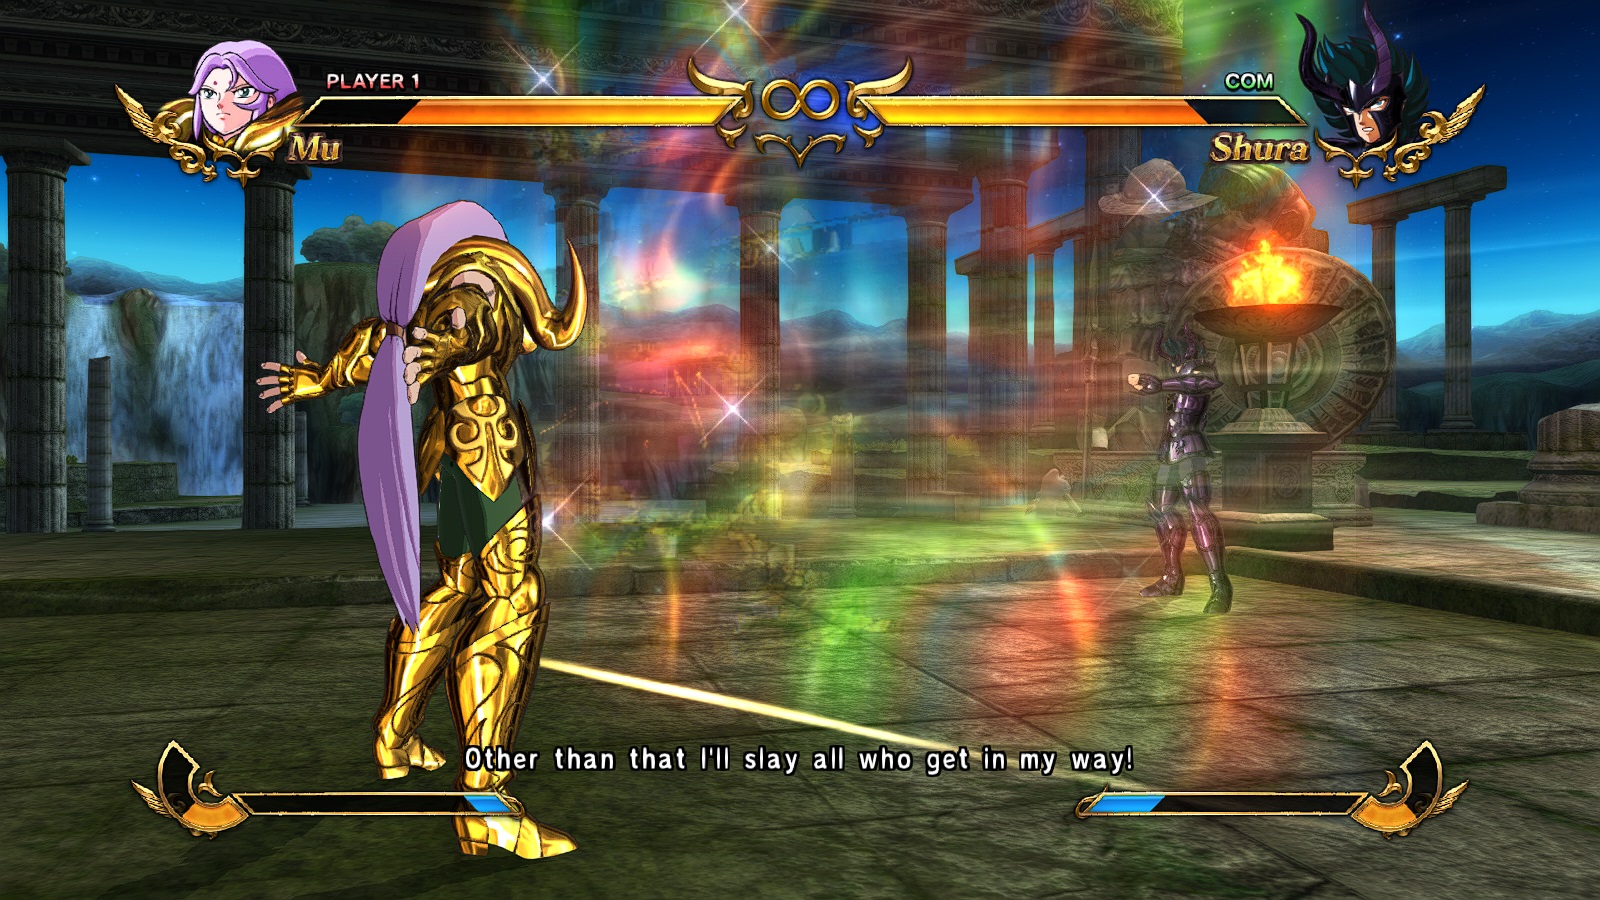 PLAYER 1
COM
Mu
Shura
Other than that I'll slay all who get in my way!